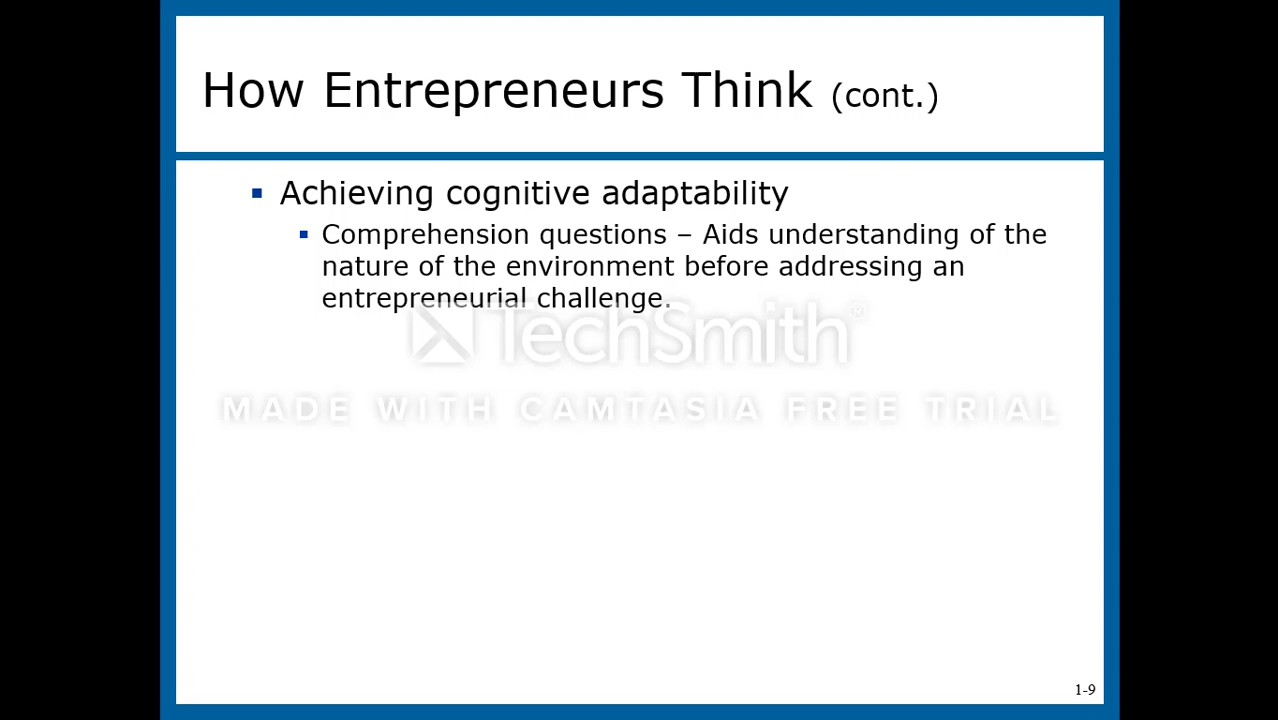 How Entrepreneurs Think (cont.)
Achieving cognitive adaptability
Comprehension questions – Aids understanding of the
nature of the environment before addressing an
entrepreneurial challenge.
TechSmith®
MADE WITH CAMTASIA FREE TRIAL
1-9